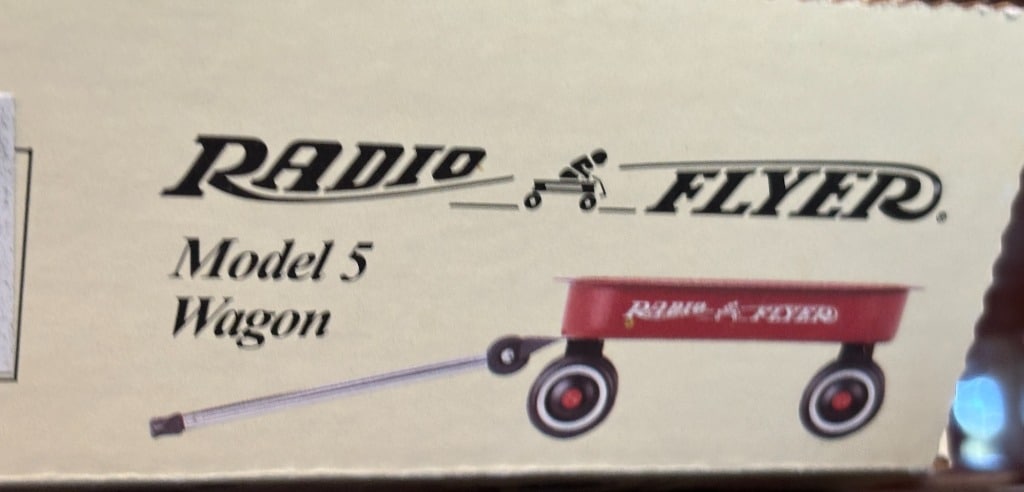 RADIO FLYER®
Model 5
Wagon
RADIO FLYER